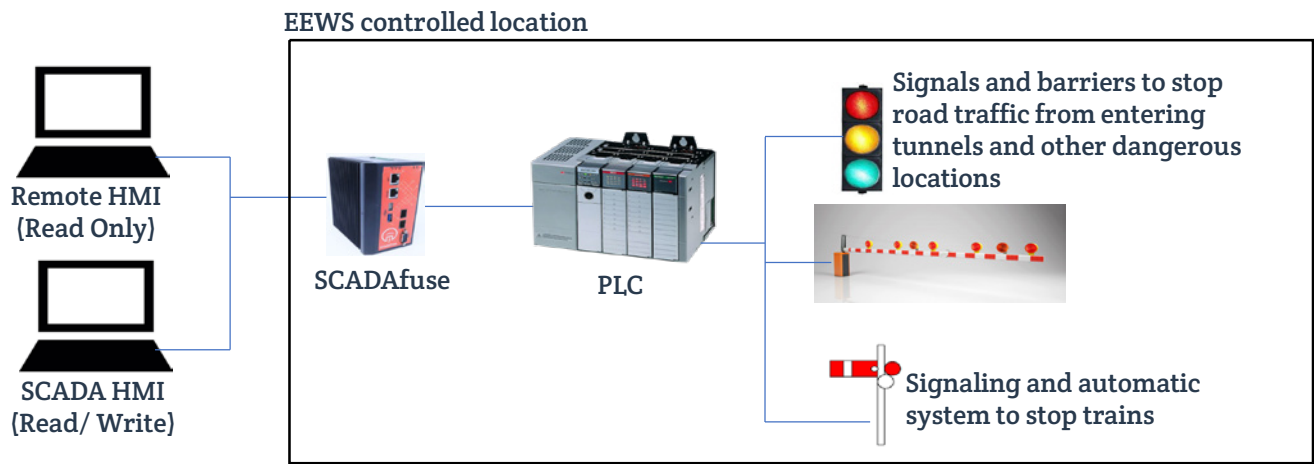 EEWS controlled location
Remote HMI
(Read Only)
SCADA HMI
(Read/ Write)
SCADAfuse
PLC
Signals and barriers to stop
road traffic from entering
tunnels and other dangerous
locations
Signaling and automatic
system to stop trains